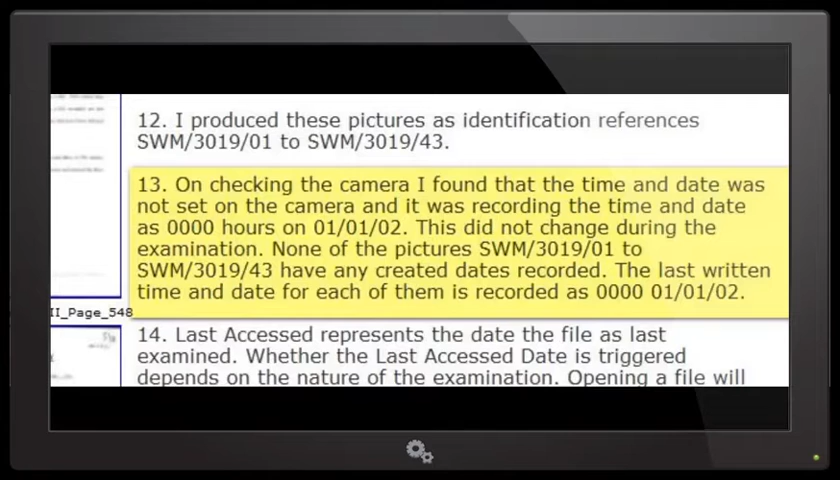 12. I produced these pictures as identification references
SWM/3019/01 to SWM/3019/43.
13. On checking the camera I found that the time and date was
not set on the camera and it was recording the time and date
as 0000 hours on 01/01/02. This did not change during the
examination. None of the pictures SWM/3019/01 to
SWM/3019/43 have any created dates recorded. The last written
time and date for each of them is recorded as 0000 01/01/02.
II_Page_548
14. Last Accessed represents the date the file as last
examined. Whether the Last Accessed Date is triggered
depends on the nature of the examination. Opening a file will